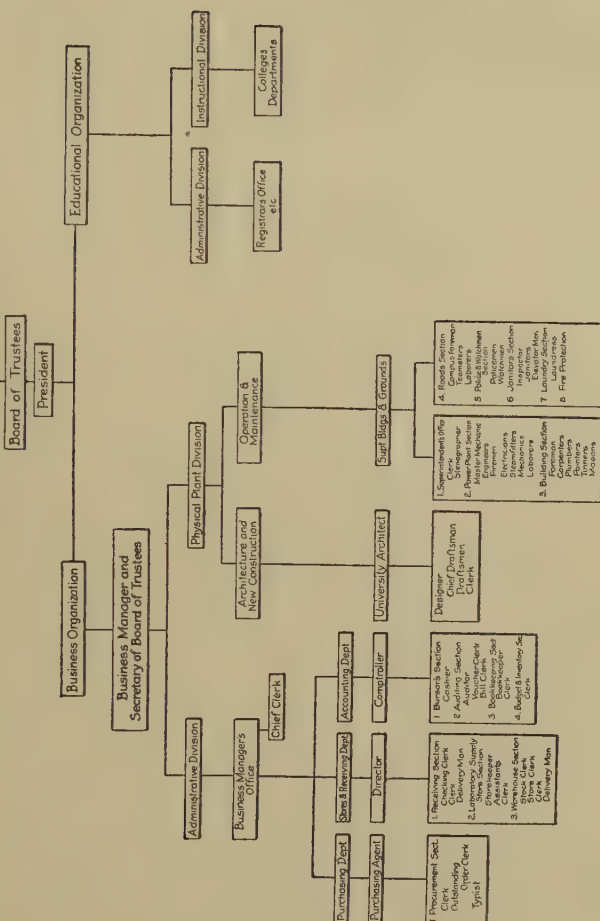 Board of Trustees
President
Business Organization
Educational Organization
Business Manager and
Secretary of Board of Trustees
Administrative Division
Instructional Division
Registrars Office
etc
Colleges
Departments
Administrative Division
Physical Plant Division
Business Manager's
Office
Chief Clerk
Architecture and
New Construction
Operation &
Maintenance
Purchasing Dept
Stores & Receiving Dept
Accounting Dept
Purchasing Agent
Director
Comptroller
University Architect
Supt Bldgs & Grounds
Procurement Sect.
Clerk
Outstanding
Order Clerk
Typist
1. Receiving Section
Checking Clerk
Clerk
Delivery Man
2. Laboratory Supply
Store Section
Storekeeper
Assistants
Clerk
3. Warehouse Section
Stock Clerk
Store Clerk
Clerk
Delivery Man
1 Bursar's Section
Cashier
2 Auditing Section
Auditor
Voucher Clerk
Bill Clerk
3 Bookkeeping Sect
Bookkeeper
Clerk
4. Budget & Inventory Sec.
Clerk
Designer
Chief Draftsman
Draftsmen
Clerk
1. Superintendent's Office
Clerk
Stenographer
2. Power Plant Section
Master Mechanic
Engineers
Firemen
Electricians
Steamfitters
Mechanics
Laborers
3. Building Section
Foreman
Carpenters
Plumbers
Painters
Tinners
Masons
4. Roads Section
Campus Foreman
Teamsters
Laborers
5 Police & Watchmen
Section
Policemen
Watchmen
6 Janitors Section
Inspector
Janitors
Elevator Men
7 Laundry Section
Laundress
8 Fire Protection